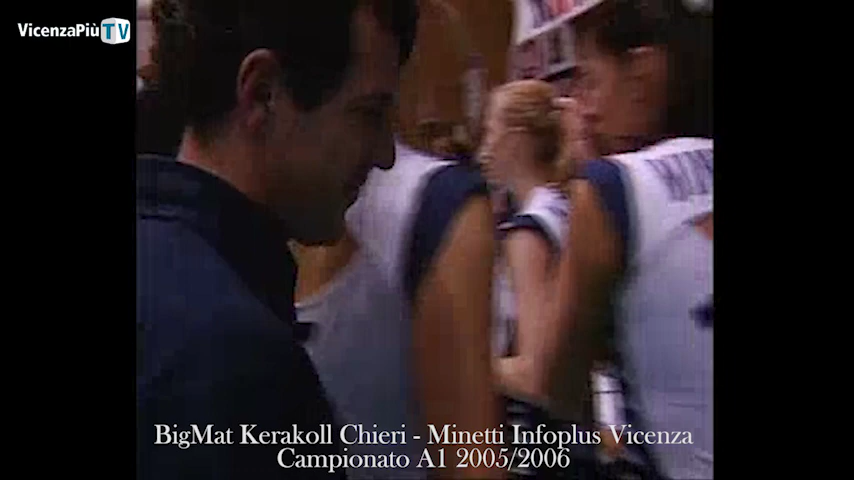 VicenzaPiùTV
BigMat Kerakoll Chieri - Minetti Infoplus Vicenza
Campionato A1 2005/2006